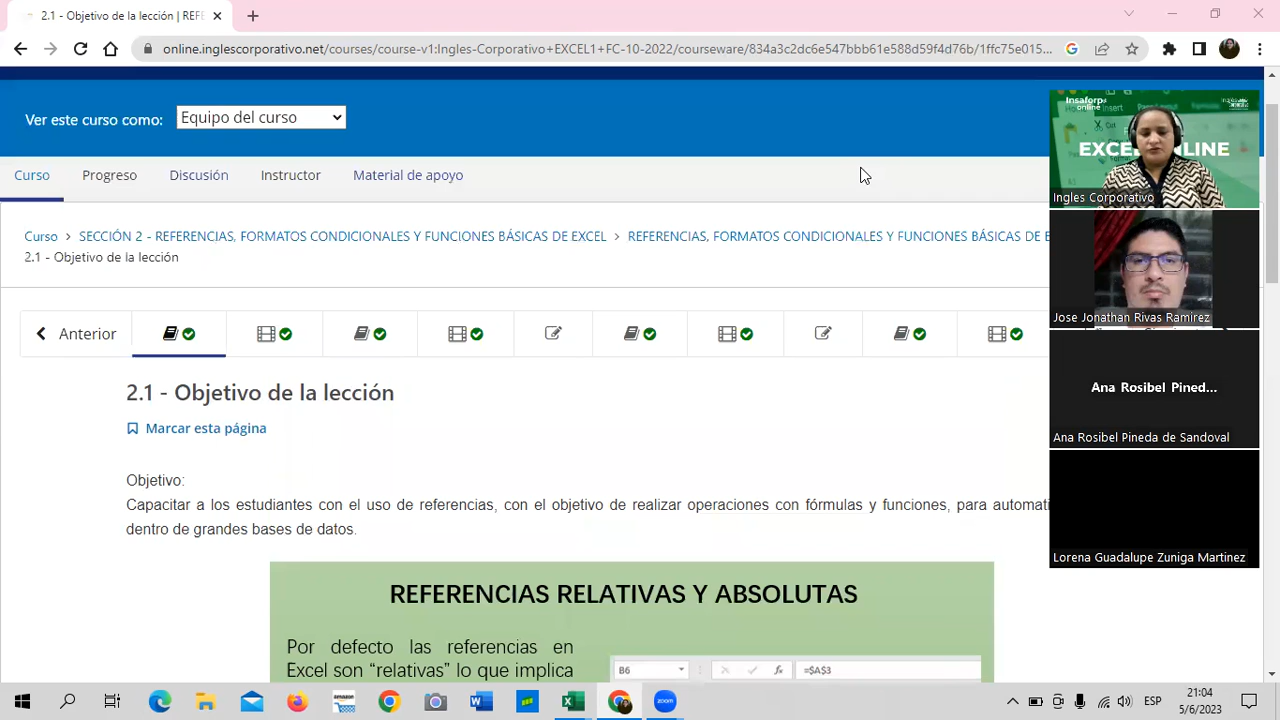 2.1 - Objetivo de la lección | REF
online.inglescorporativo.net/courses/course-v1:Ingles-Corporativo+EXCEL1+FC-10-2022/courseware/834a3c2dc6e547bbb61e588d59f4d76b/1ffc75e015...
Ver este curso como:
Equipo del curso
Curso
Progreso
Discusión
Instructor
Material de apoyo
Curso > SECCIÓN 2 - REFERENCIAS, FORMATOS CONDICIONALES Y FUNCIONES BÁSICAS DE EXCEL > REFERENCIAS, FORMATOS CONDICIONALES Y FUNCIONES BÁSICAS DE E
2.1 - Objetivo de la lección
Anterior
2.1 - Objetivo de la lección
Marcar esta página
Objetivo:
Capacitar a los estudiantes con el uso de referencias, con el objetivo de realizar operaciones con fórmulas y funciones, para automati
dentro de grandes bases de datos.
REFERENCIAS RELATIVAS Y ABSOLUTAS
Por defecto las referencias en
Excel son “relativas” lo que implica
B6
fx
=$A$3
Insaforp
online
EXCEL ONLINE
Ingles Corporativo
Jose Jonathan Rivas Ramirez
Ana Rosibel Pined...
Ana Rosibel Pineda de Sandoval
Lorena Guadalupe Zuniga Martinez
amazon
zoom
ESP
21:04
5/6/2023